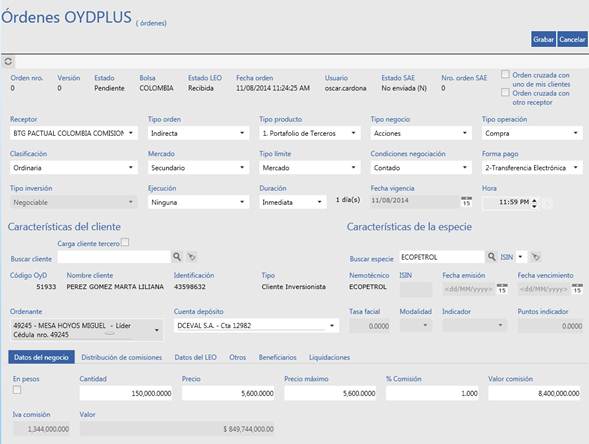 Órdenes OYDPLUS ( órdenes)
Grabar Cancelar
Orden nro. Versión Estado Bolsa Estado LEO Fecha orden Usuario Estado SAE Nro. orden SAE
0 0 Pendiente COLOMBIA Recibida 11/08/2014 11:24:25 AM oscar.cardona No enviada (N) 0
Orden cruzada con
uno de mis clientes
Orden cruzada con
otro receptor
Receptor Tipo orden Tipo producto Tipo negocio Tipo operación
BTG PACTUAL COLOMBIA COMISION Indirecta 1. Portafolio de Terceros Acciones Compra
Clasificación Mercado Tipo límite Condiciones negociación Forma pago
Ordinaria Secundario Mercado Contado 2-Transferencia Electrónica
Tipo inversión Ejecución Duración Fecha vigencia Hora
Negociable Ninguna Inmediata 1 día(s) 11/08/2014 15 11:59 PM
Características del cliente Características de la especie
Carga cliente tercero
Buscar cliente Buscar especie ECOPETROL ISIN
Código OyD Nombre cliente Identificación Tipo Nemotécnico ISIN Fecha emisión Fecha vencimiento
51933 PEREZ GOMEZ MARTA LILIANA 43598632 Cliente Inversionista ECOPETROL <dd/MM/yyyy> 15 <dd/MM/yyyy> 15
Ordenante Cuenta depósito Tasa facial Modalidad Indicador Puntos indicador
49245 - MESA HOYOS MIGUEL - Líder
Cédula nro. 49245
DCEVAL S.A. - Cta 12982 0.0000 0.0000
Datos del negocio Distribución de comisiones Datos del LEO Otros Beneficiarios Liquidaciones
En pesos Cantidad Precio Precio máximo % Comisión Valor comisión
150,000.0000 5,600.0000 5,600.0000 1.000 8,400,000.0000
Iva comisión Valor
1,344,000.000 $ 849,744,000.00